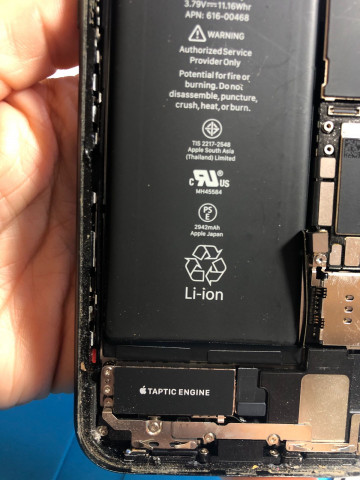 3.79V⎓11.16Whr
APN: 616-00468
WARNING
Authorized Service
Provider Only
Potential for fire or
burning. Do not
disassemble, puncture,
crush, heat, or burn.
TIS 2217-2548
Apple South Asia
(Thailand) Limited
c RU US
MH45584
PS
E
2942mAh
Apple Japan
Li-ion
TAPTIC ENGINE